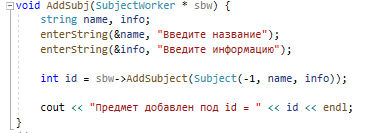 void AddSubj(SubjectWorker * sbw) {
string name, info;
enterString(&name, "Введите название");
enterString(&info, "Введите информацию");
int id = sbw->AddSubject(Subject(-1, name, info));
cout << "Предмет добавлен под id = " << id << endl;
}